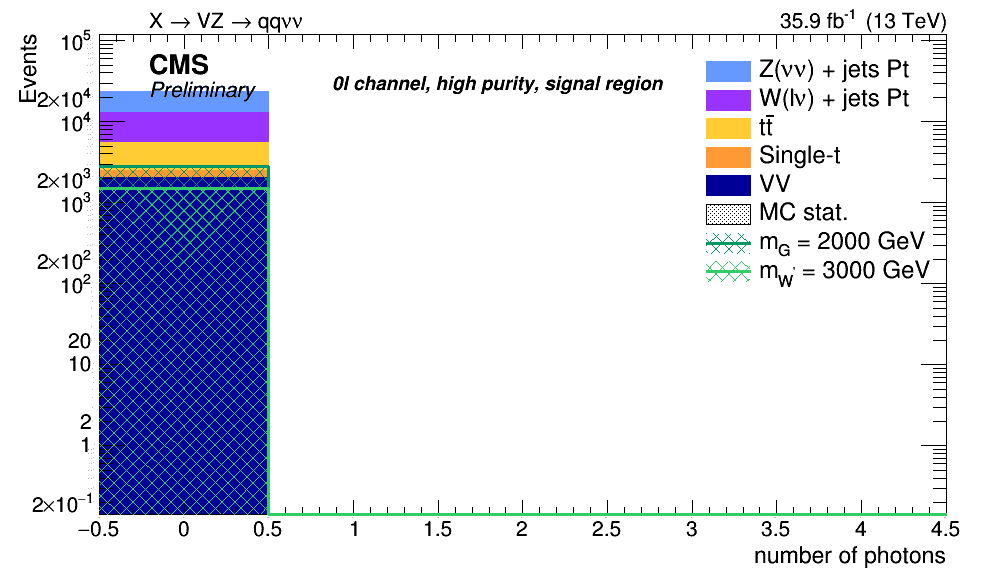 X → VZ → qqνν
35.9 fb⁻¹ (13 TeV)
Events
CMS
Preliminary
0l channel, high purity, signal region
Z(νν) + jets Pt
W(lν) + jets Pt
tt̄
Single-t
VV
MC stat.
m_G = 2000 GeV
m_W' = 3000 GeV
10⁵
2×10⁴
10⁴
2×10³
10³
2×10²
10²
20
10
2
1
2×10⁻¹
−0.5 0 0.5 1 1.5 2 2.5 3 3.5 4 4.5
number of photons